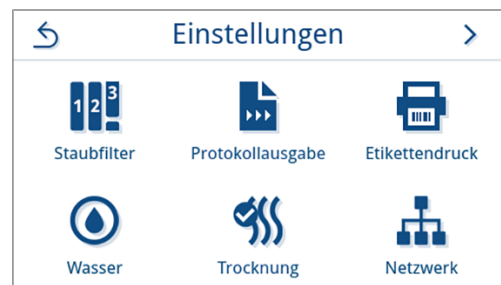 Einstellungen
1 2 3
Staubfilter Protokollausgabe Etikettendruck
Wasser Trocknung Netzwerk